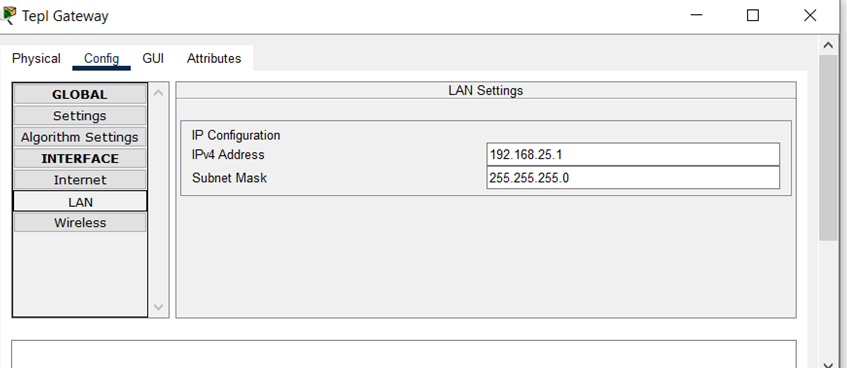 Tepl Gateway
Physical Config GUI Attributes
GLOBAL
Settings
Algorithm Settings
INTERFACE
Internet
LAN
Wireless
LAN Settings
IP Configuration
IPv4 Address 192.168.25.1
Subnet Mask 255.255.255.0